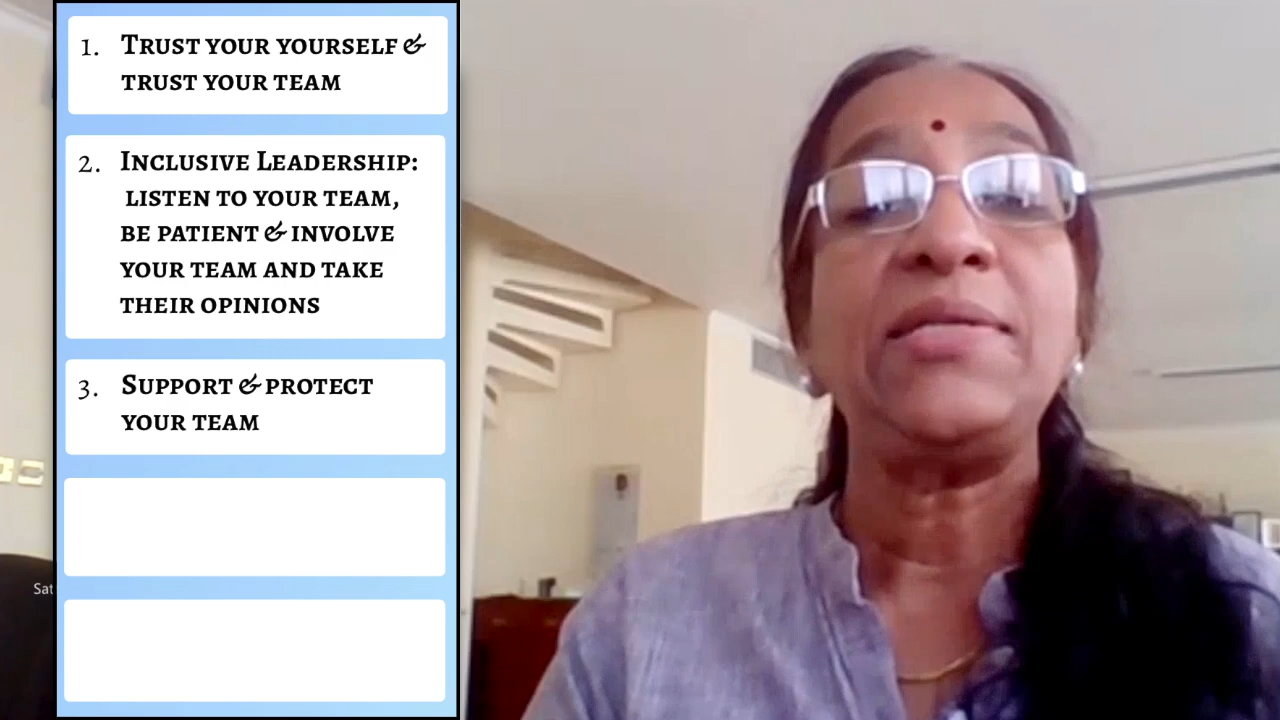 1. Trust your yourself &
trust your team
2. Inclusive Leadership:
listen to your team,
be patient & involve
your team and take
their opinions
3. Support & protect
your team
Sat